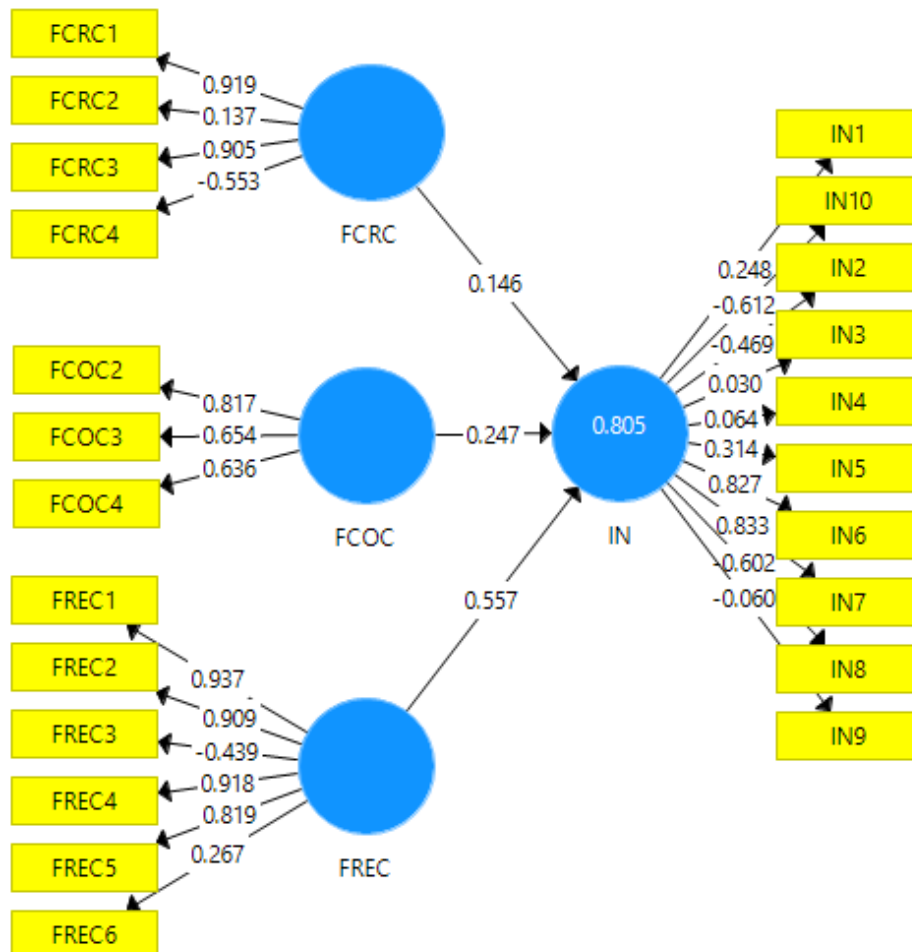 FCRC1
FCRC2
FCRC3
FCRC4
0.919
0.137
0.905
-0.553
FCRC
0.146
FCOC2
FCOC3
FCOC4
0.817
0.654
0.636
FCOC
0.247
FREC1
FREC2
FREC3
FREC4
FREC5
FREC6
0.937
0.909
-0.439
0.918
0.819
0.267
FREC
0.557
0.805
IN
0.248
-0.612
-0.469
0.030
0.064
0.314
0.827
0.833
-0.602
-0.060
IN1
IN10
IN2
IN3
IN4
IN5
IN6
IN7
IN8
IN9